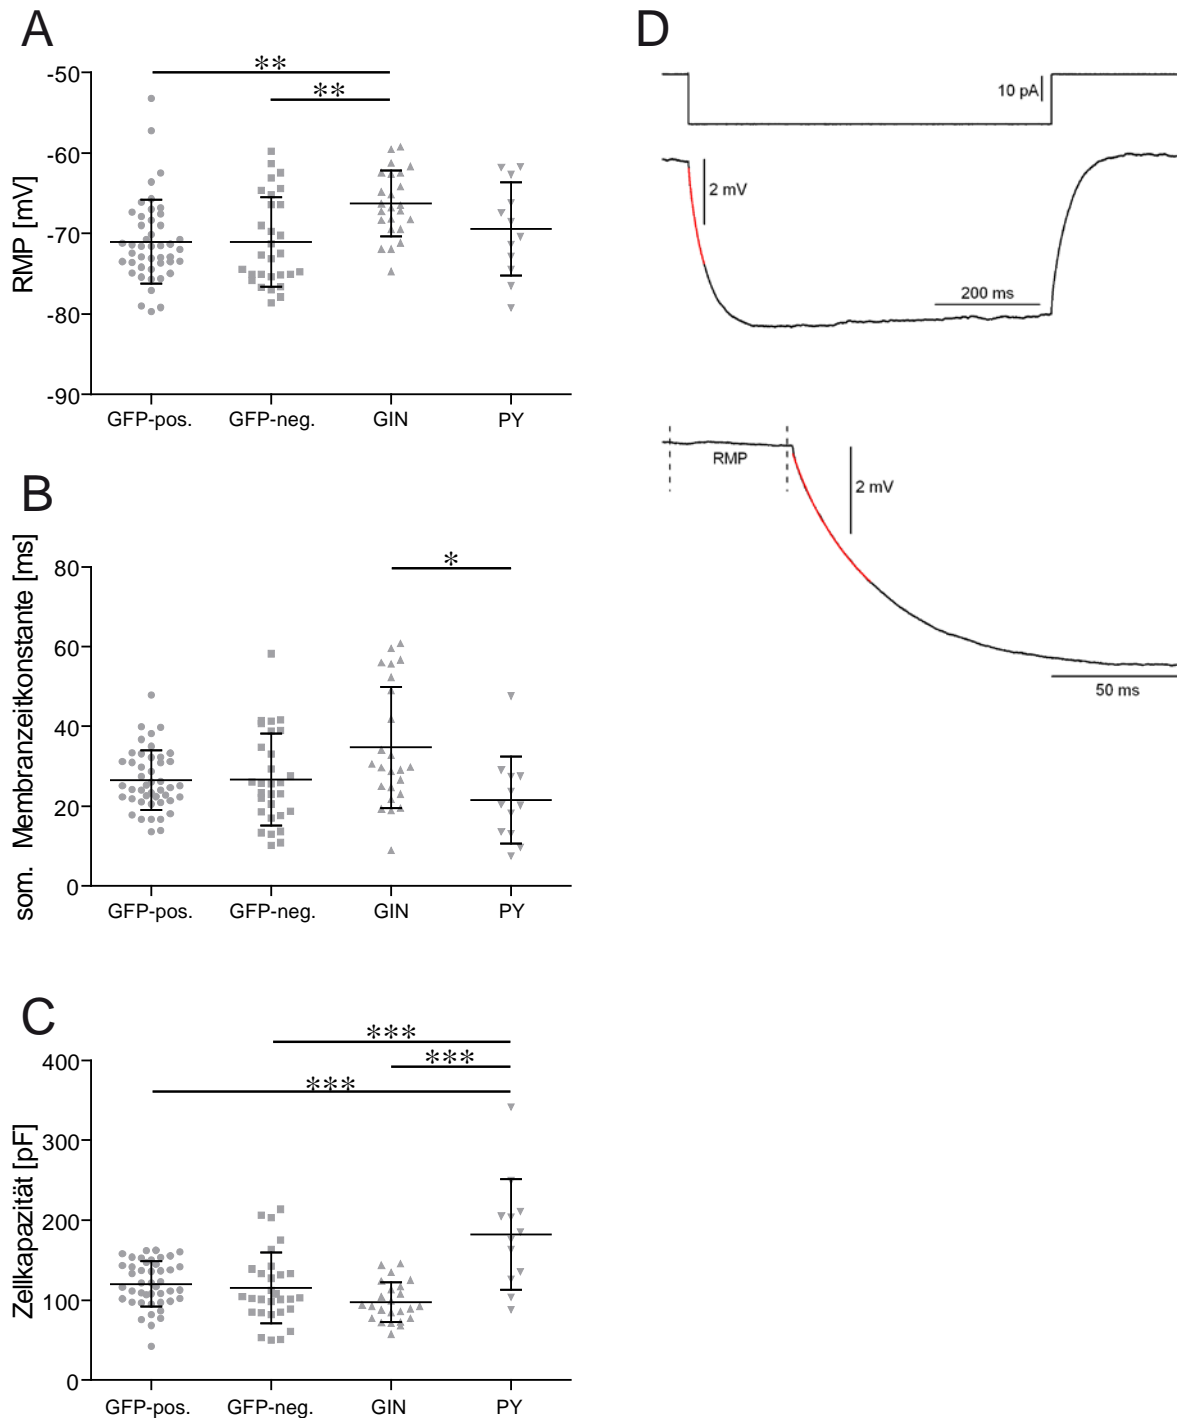 A
RMP [mV]
-50
-60
-70
-80
-90
**
**
GFP-pos. GFP-neg. GIN PY
B
som. Membranzeitkonstante [ms]
80
60
40
20
0
*
GFP-pos. GFP-neg. GIN PY
C
Zellkapazität [pF]
400
300
200
100
0
***
***
***
GFP-pos. GFP-neg. GIN PY
D
10 pA
2 mV
200 ms
RMP
2 mV
50 ms